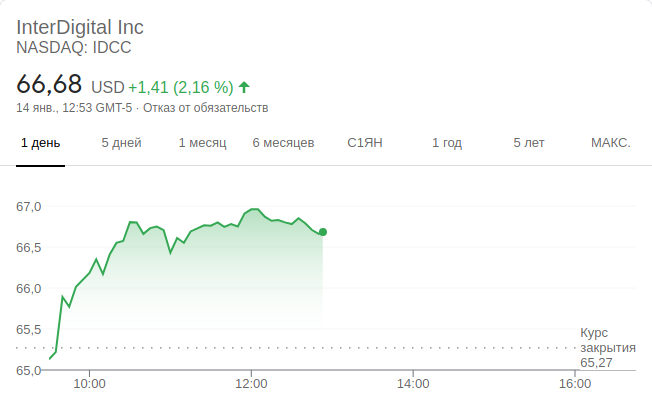 InterDigital Inc
NASDAQ: IDCC
66,68 USD +1,41 (2,16 %)
14 янв., 12:53 GMT-5 · Отказ от обязательств
1 день 5 дней 1 месяц 6 месяцев С1ЯН 1 год 5 лет МАКС.
67,0
66,5
66,0
65,5
65,0
Курс
закрытия
65,27
10:00 12:00 14:00 16:00